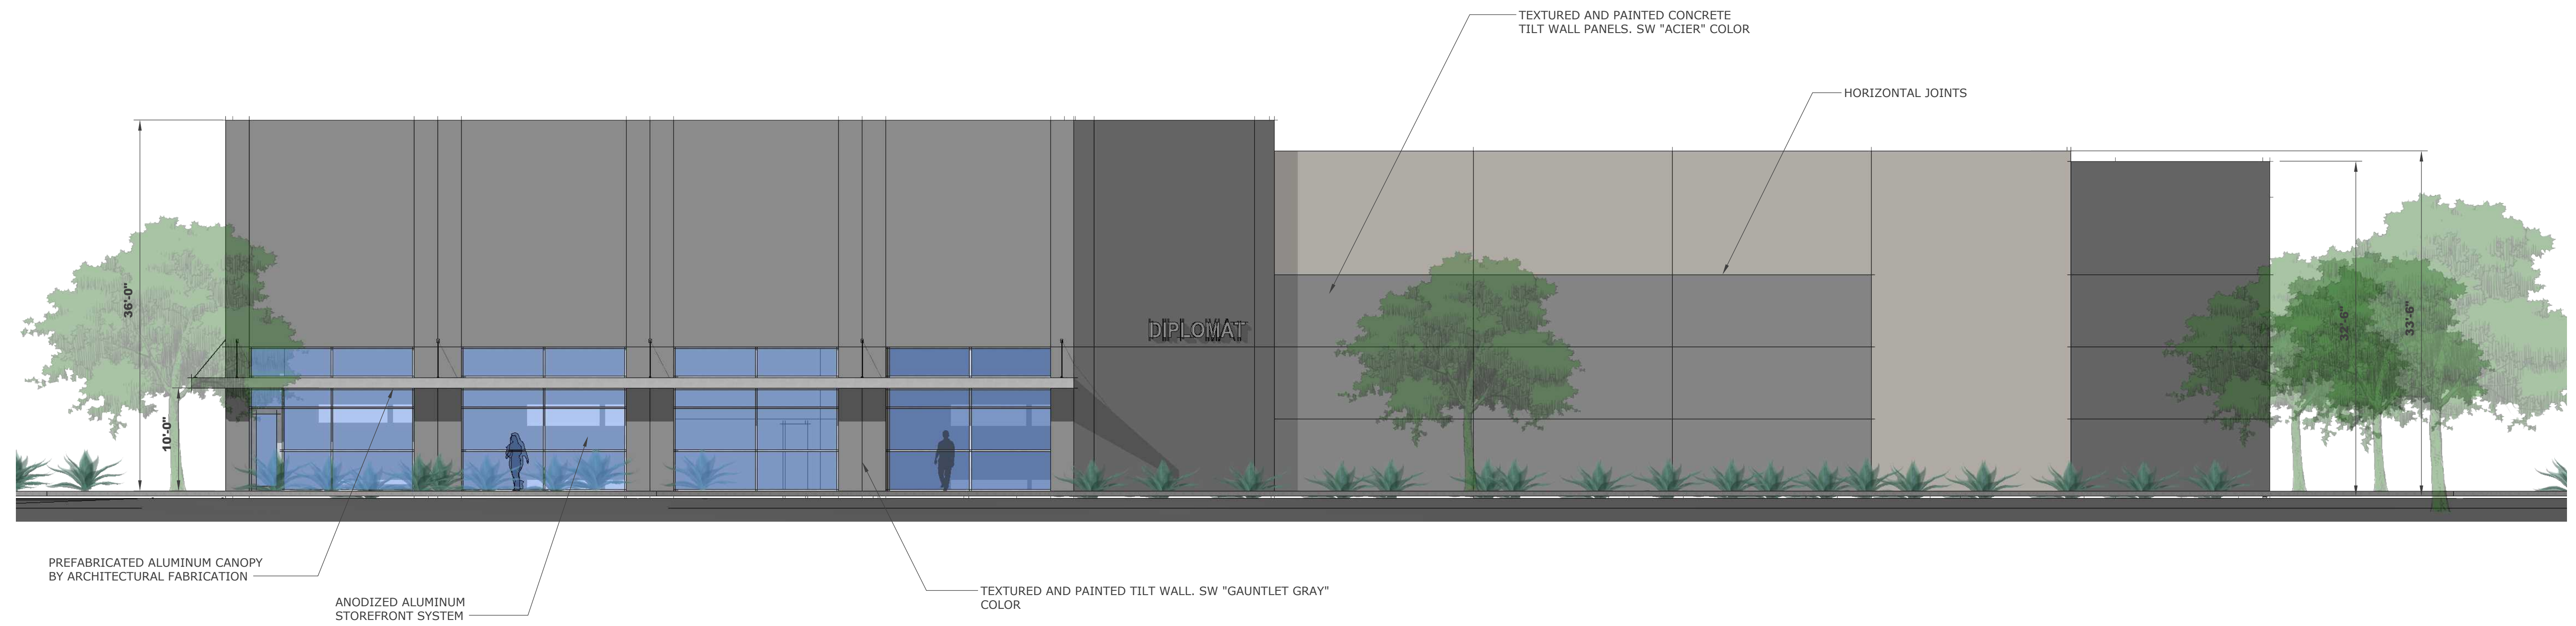 TEXTURED AND PAINTED CONCRETE
TILT WALL PANELS. SW "ACIER" COLOR
HORIZONTAL JOINTS
36'-0"
10'-0"
DIPLOMAT
32'-6"
33'-6"
PREFABRICATED ALUMINUM CANOPY
BY ARCHITECTURAL FABRICATION
ANODIZED ALUMINUM
STOREFRONT SYSTEM
TEXTURED AND PAINTED TILT WALL. SW "GAUNTLET GRAY"
COLOR